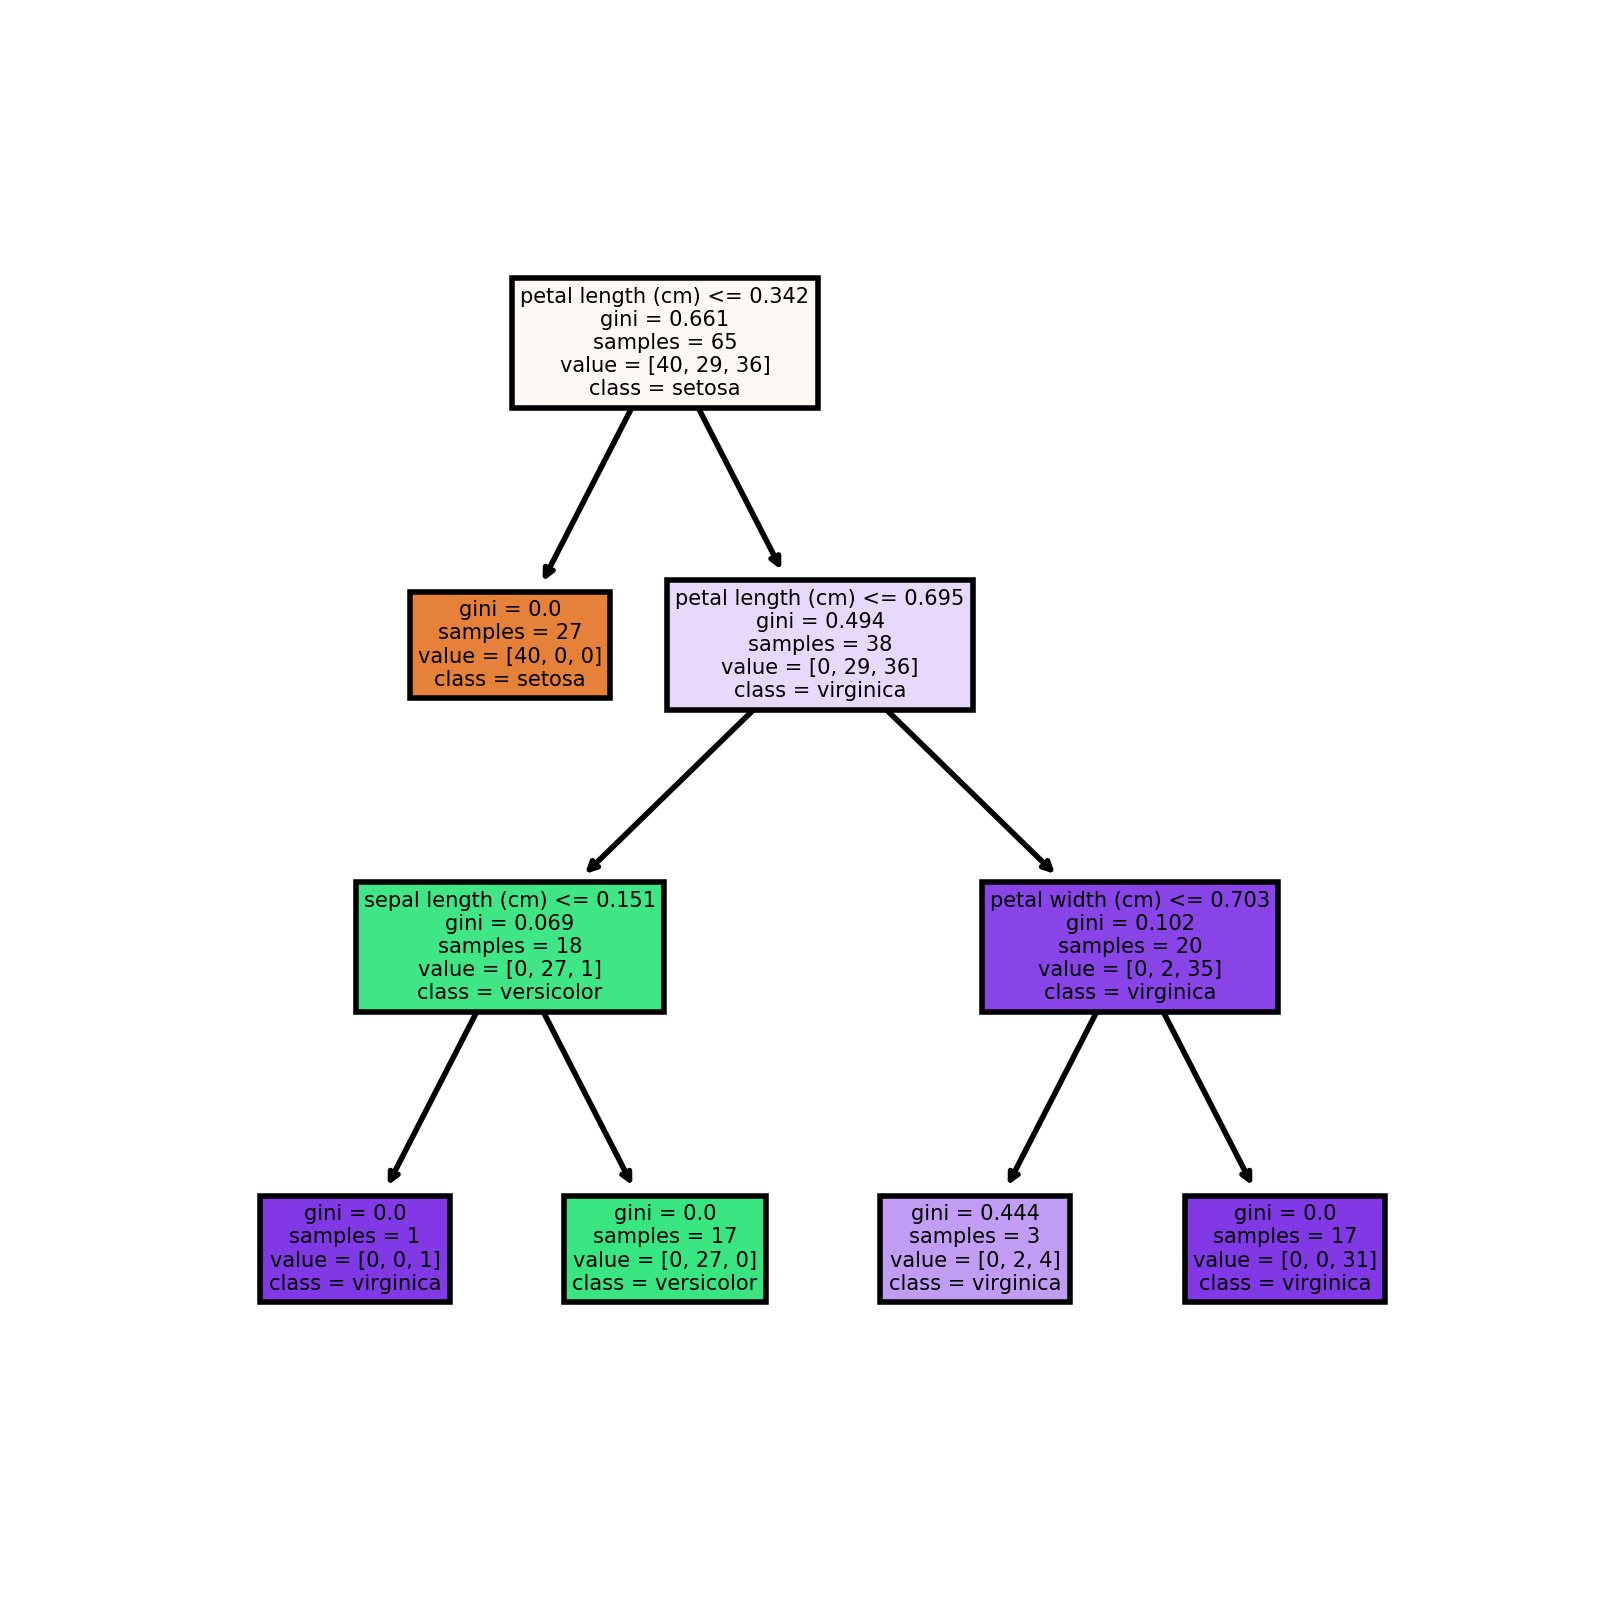 petal length (cm) <= 0.342
gini = 0.661
samples = 65
value = [40, 29, 36]
class = setosa
gini = 0.0
samples = 27
value = [40, 0, 0]
class = setosa
petal length (cm) <= 0.695
gini = 0.494
samples = 38
value = [0, 29, 36]
class = virginica
sepal length (cm) <= 0.151
gini = 0.069
samples = 18
value = [0, 27, 1]
class = versicolor
petal width (cm) <= 0.703
gini = 0.102
samples = 20
value = [0, 2, 35]
class = virginica
gini = 0.0
samples = 1
value = [0, 0, 1]
class = virginica
gini = 0.0
samples = 17
value = [0, 27, 0]
class = versicolor
gini = 0.444
samples = 3
value = [0, 2, 4]
class = virginica
gini = 0.0
samples = 17
value = [0, 0, 31]
class = virginica